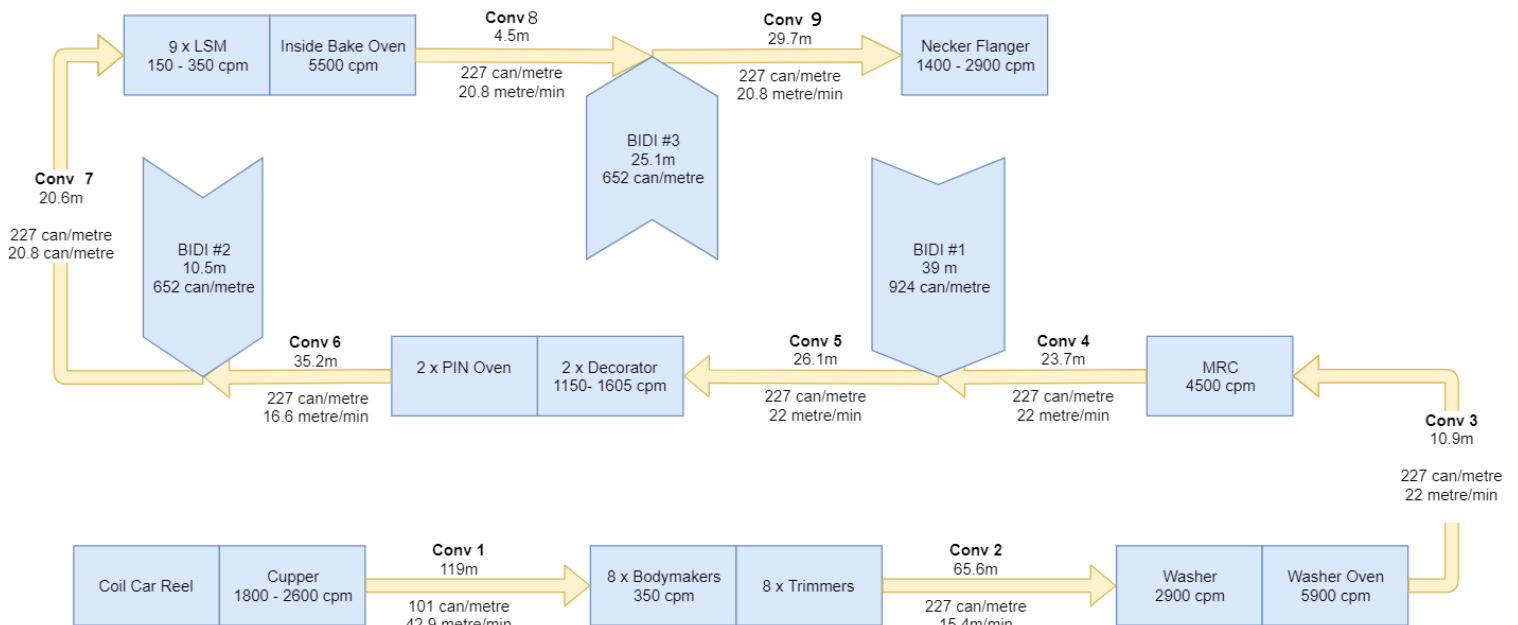 Conv 8
4.5m
227 can/metre
20.8 metre/min
Conv 9
29.7m
227 can/metre
20.8 metre/min
9 x LSM
150 - 350 cpm
Inside Bake Oven
5500 cpm
Necker Flanger
1400 - 2900 cpm
BIDI #3
25.1m
652 can/metre
Conv 7
20.6m
227 can/metre
20.8 can/metre
BIDI #2
10.5m
652 can/metre
BIDI #1
39 m
924 can/metre
Conv 6
35.2m
227 can/metre
16.6 metre/min
2 x PIN Oven
2 x Decorator
1150- 1605 cpm
Conv 5
26.1m
227 can/metre
22 metre/min
Conv 4
23.7m
227 can/metre
22 metre/min
MRC
4500 cpm
Conv 3
10.9m
227 can/metre
22 metre/min
Coil Car Reel
Cupper
1800 - 2600 cpm
Conv 1
119m
101 can/metre
42.9 metre/min
8 x Bodymakers
350 cpm
8 x Trimmers
Conv 2
65.6m
227 can/metre
15.4m/min
Washer
2900 cpm
Washer Oven
5900 cpm